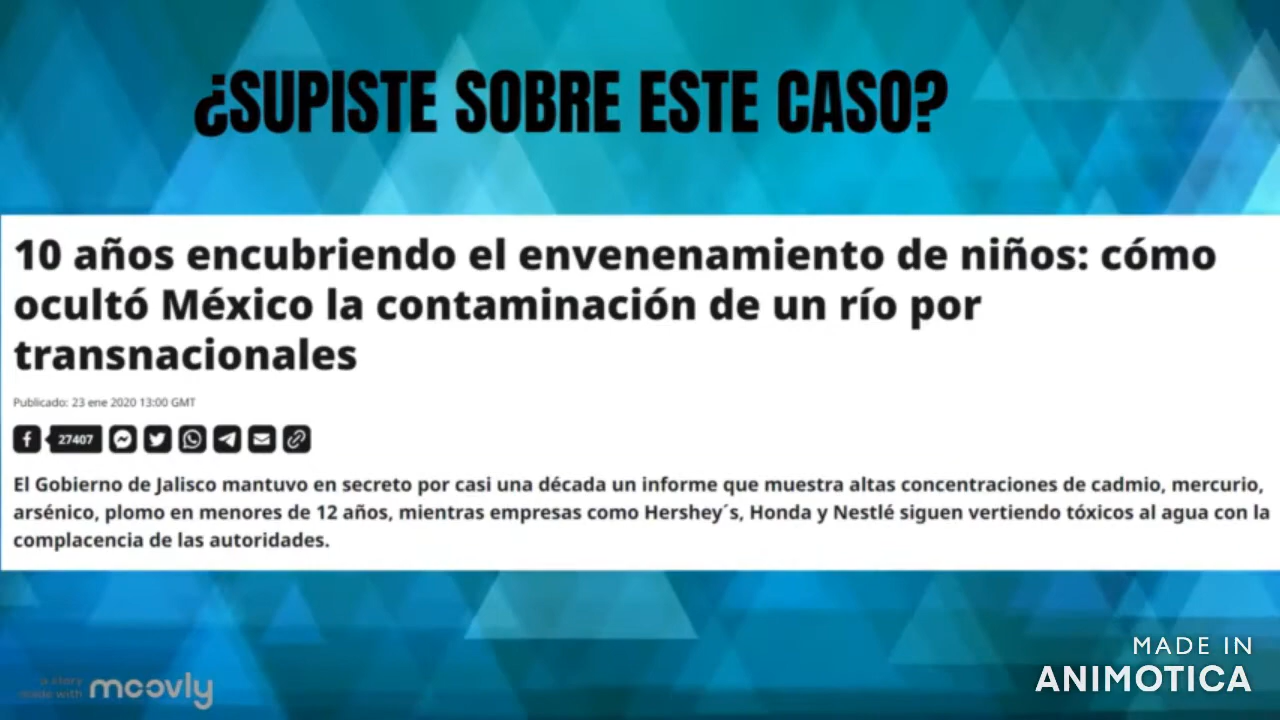 ¿SUPISTE SOBRE ESTE CASO?
10 años encubriendo el envenenamiento de niños: cómo
ocultó México la contaminación de un río por
transnacionales
Publicado: 23 ene 2020 13:00 GMT
27407
El Gobierno de Jalisco mantuvo en secreto por casi una década un informe que muestra altas concentraciones de cadmio, mercurio,
arsénico, plomo en menores de 12 años, mientras empresas como Hershey´s, Honda y Nestlé siguen vertiendo tóxicos al agua con la
complacencia de las autoridades.
MADE IN
ANIMOTICA
a story
made with moovly